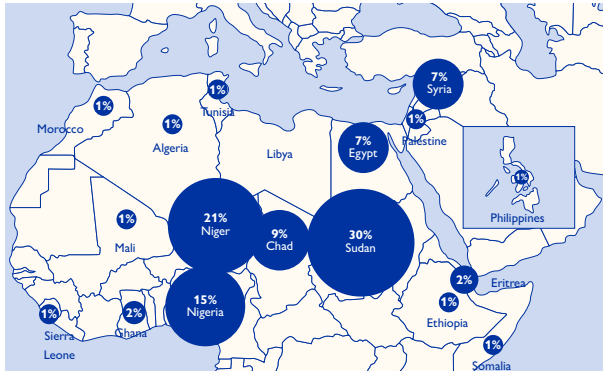 7%
Syria
1%
Tunisia
1%
Morocco
1%
Algeria
1%
Palestine
7%
Egypt
Libya
1%
Philippines
21%
Niger
9%
Chad
30%
Sudan
1%
Mali
2%
Eritrea
15%
Nigeria
1%
Ethiopia
1%
Sierra
Leone
2%
Ghana
1%
Somalia